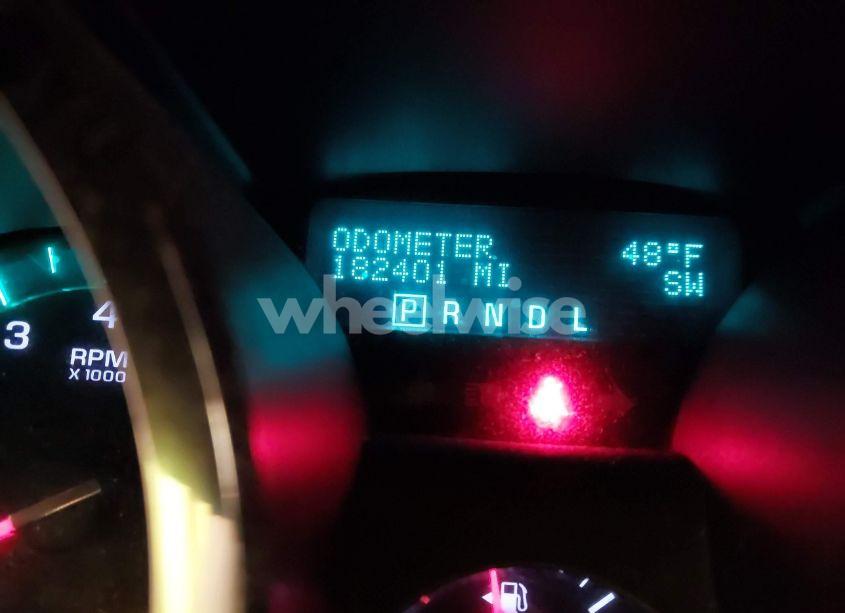 ODOMETER 48°F
182401 MI SW
wheelwise
P R N D L
3 4
RPM
X 1000